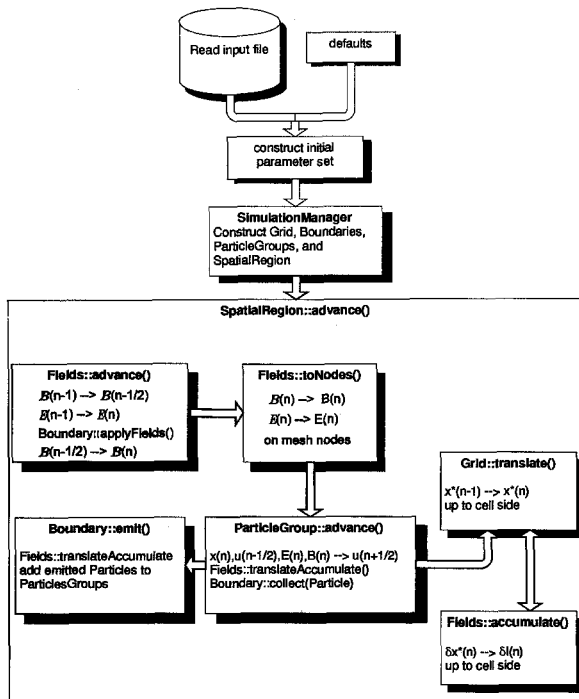 Read input file
defaults
construct initial
parameter set
SimulationManager
Construct Grid, Boundaries,
ParticleGroups, and
SpatialRegion
SpatialRegion::advance()
Fields::advance()
B(n-1) --> B(n-1/2)
E(n-1) --> E(n)
Boundary::applyFields()
B(n-1/2) --> B(n)
Fields::toNodes()
B(n) --> B(n)
E(n) --> E(n)
on mesh nodes
Grid::translate()
x*(n-1) --> x*(n)
up to cell side
Boundary::emit()
Fields::translateAccumulate
add emitted Particles to
ParticlesGroups
ParticleGroup::advance()
x(n),u(n-1/2),E(n),B(n) --> u(n+1/2)
Fields::translateAccumulate()
Boundary::collect(Particle)
Fields::accumulate()
δx*(n) --> δI(n)
up to cell side